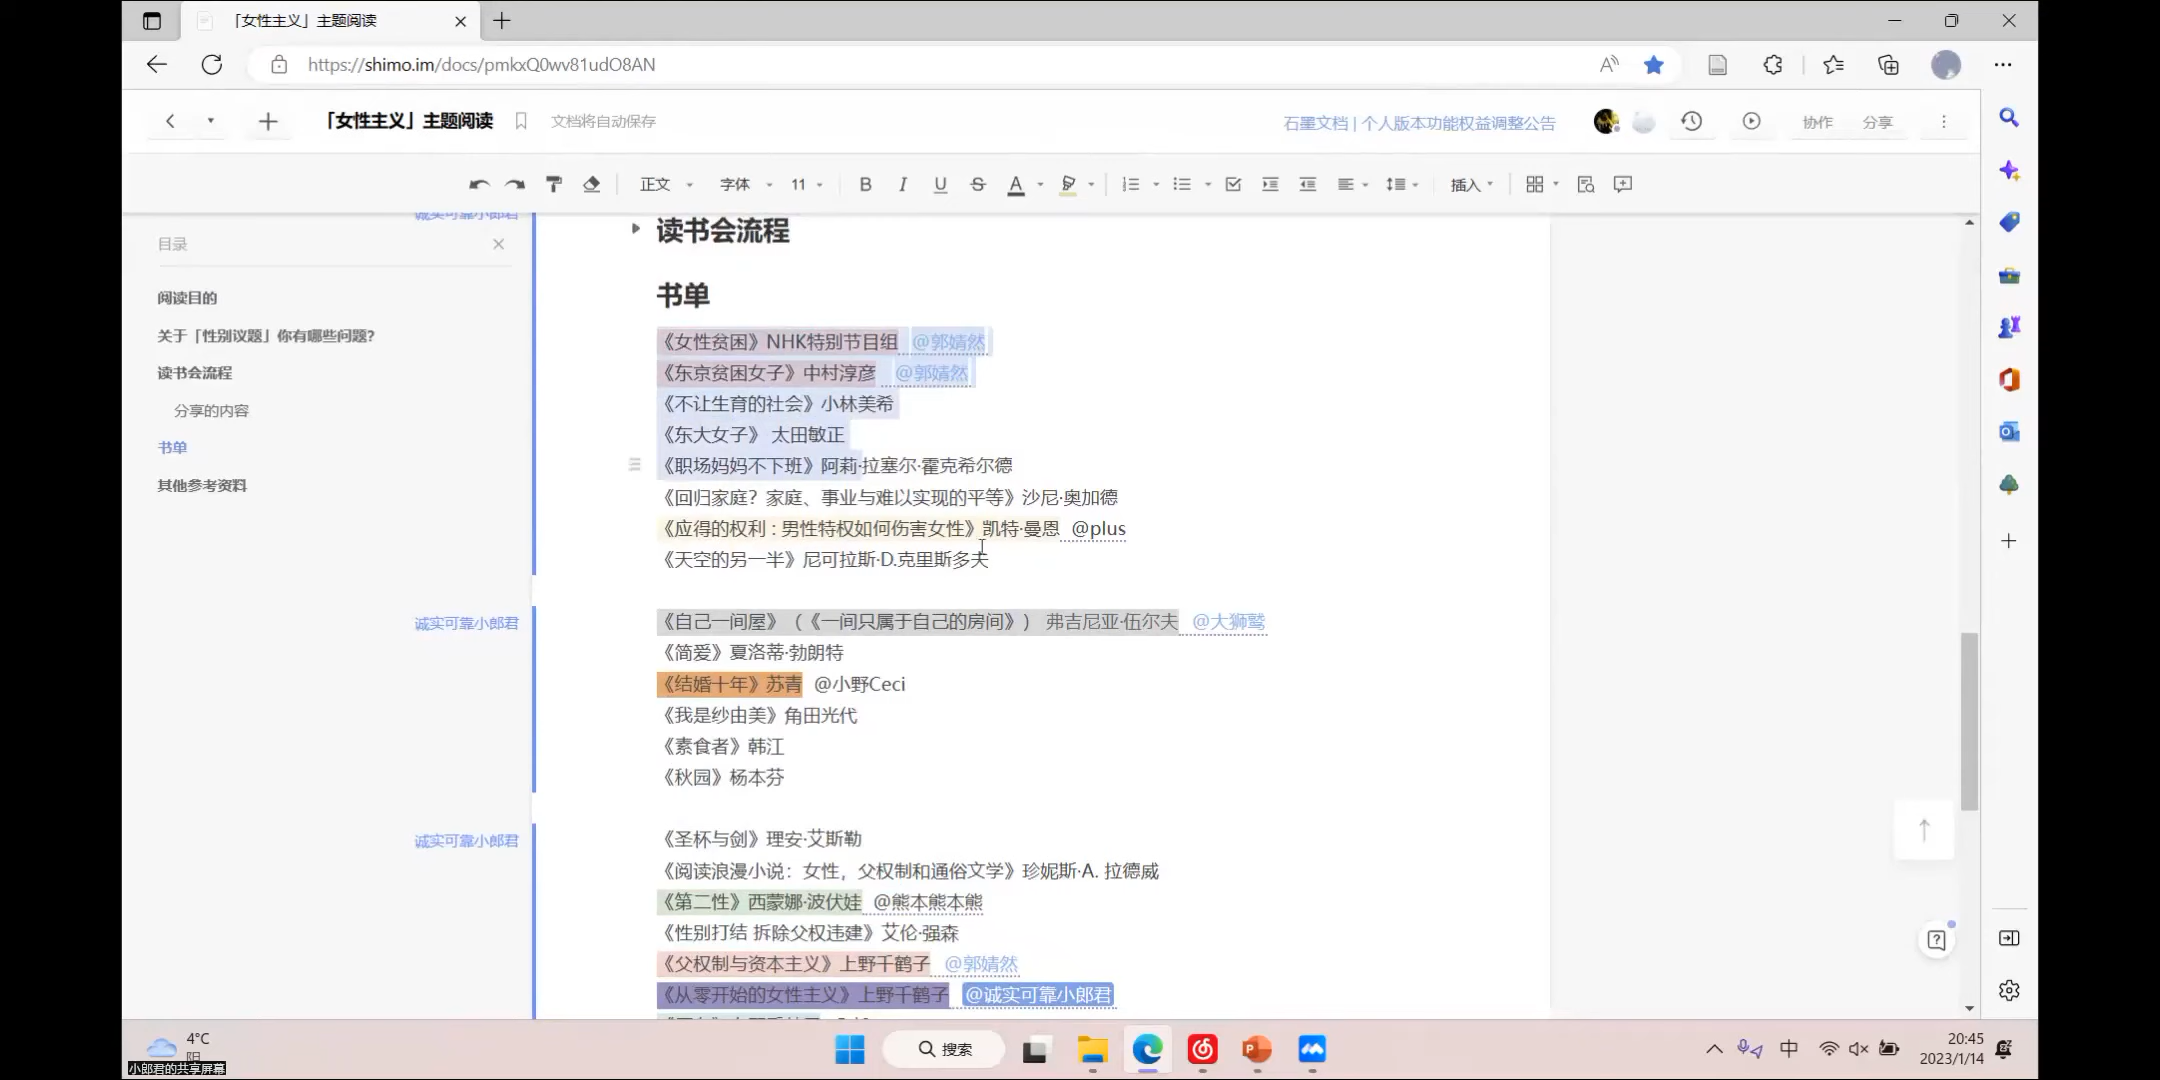 「女性主义」主题阅读
https://shimo.im/docs/pmkxQ0wv81udO8AN
「女性主义」主题阅读
文档将自动保存
石墨文档 | 个人版本功能权益调整公告
协作
分享
正文
字体
11
B
I
U
S
A
插入
诚实可靠小郎君
目录
阅读目的
关于「性别议题」你有哪些问题?
读书会流程
分享的内容
书单
其他参考资料
读书会流程
书单
《女性贫困》NHK特别节目组 @郭婧然
《东京贫困女子》中村淳彦 @郭婧然
《不让生育的社会》小林美希
《东大女子》 太田敏正
《职场妈妈不下班》阿莉·拉塞尔·霍克希尔德
《回归家庭？家庭、事业与难以实现的平等》沙尼·奥加德
《应得的权利 : 男性特权如何伤害女性》凯特·曼恩 @plus
《天空的另一半》尼可拉斯·D.克里斯多夫
诚实可靠小郎君
《自己一间屋》（《一间只属于自己的房间》） 弗吉尼亚·伍尔夫 @大狮鹫
《简爱》夏洛蒂·勃朗特
《结婚十年》苏青 @小野Ceci
《我是纱由美》角田光代
《素食者》韩江
《秋园》杨本芬
诚实可靠小郎君
《圣杯与剑》理安·艾斯勒
《阅读浪漫小说：女性，父权制和通俗文学》珍妮斯·A. 拉德威
《第二性》西蒙娜·波伏娃 @熊本熊本熊
《性别打结 拆除父权违建》艾伦·强森
《父权制与资本主义》上野千鹤子 @郭婧然
《从零开始的女性主义》上野千鹤子 @诚实可靠小郎君
4°C
阴
小郎君的共享屏幕
搜索
中
20:45
2023/1/14